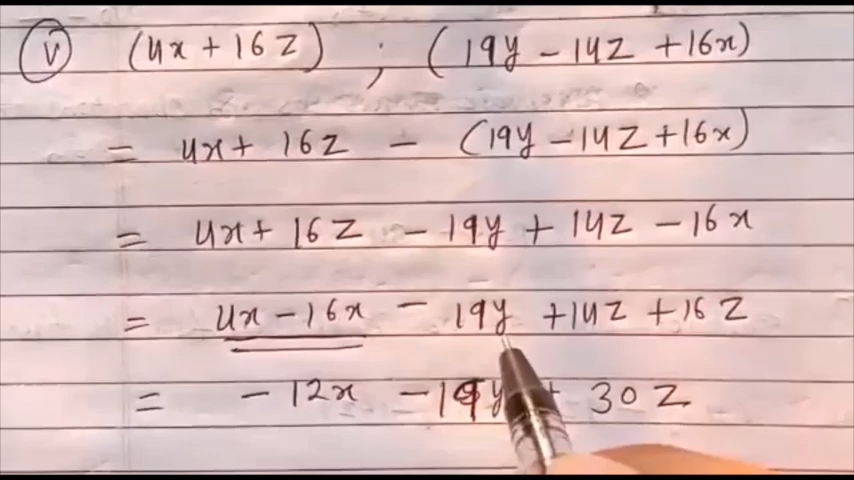 (v) (4x + 16z) ; (19y - 14z + 16x)
= 4x + 16z - (19y - 14z + 16x)
= 4x + 16z - 19y + 14z - 16x
= 4x - 16x - 19y + 14z + 16z
= - 12x - 19y + 30z